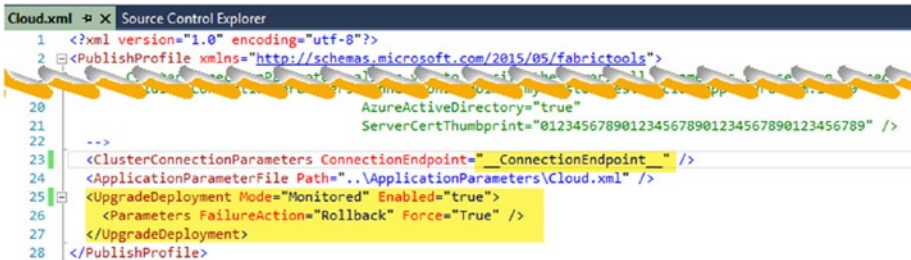 Cloud.xml Source Control Explorer
1 <?xml version="1.0" encoding="utf-8"?>
2 <PublishProfile xmlns="http://schemas.microsoft.com/2015/05/fabrictools">
20 AzureActiveDirectory="true"
21 ServerCertThumbprint="0123456789012345678901234567890123456789" />
22 -->
23 <ClusterConnectionParameters ConnectionEndpoint="__ConnectionEndpoint__" />
24 <ApplicationParameterFile Path="..\ApplicationParameters\Cloud.xml" />
25 <UpgradeDeployment Mode="Monitored" Enabled="true">
26 <Parameters FailureAction="Rollback" Force="True" />
27 </UpgradeDeployment>
28 </PublishProfile>